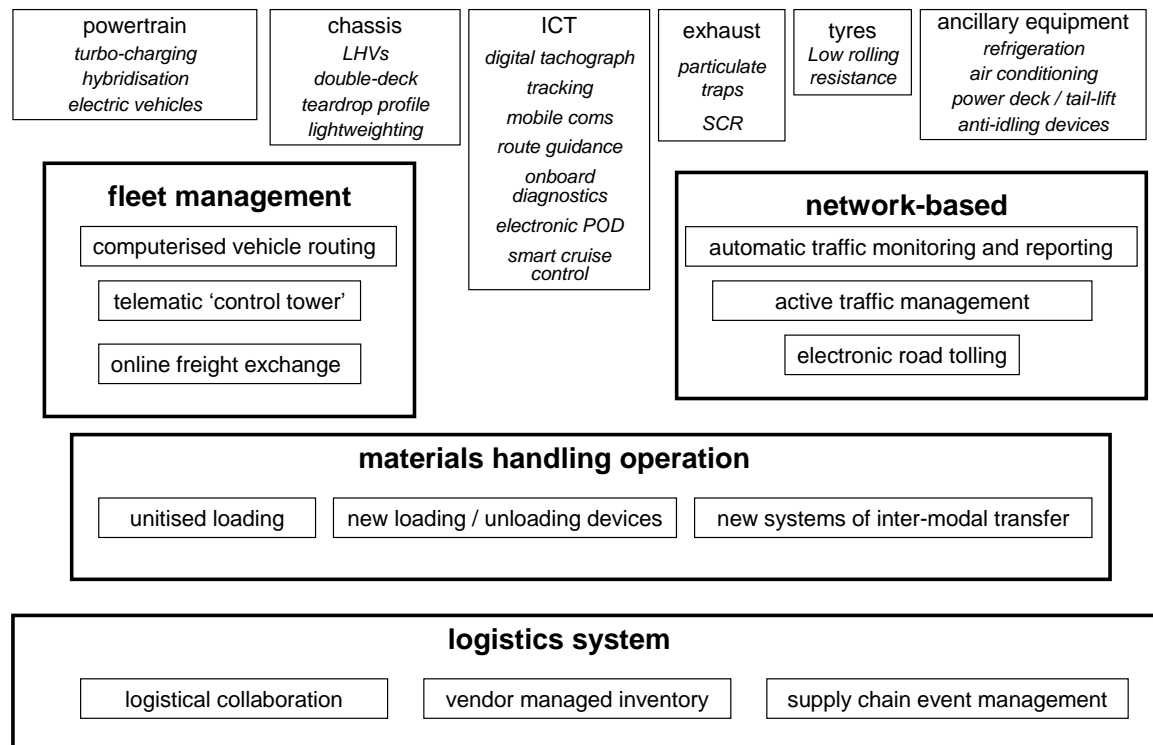 powertrain
turbo-charging
hybridisation
electric vehicles
chassis
LHVs
double-deck
teardrop profile
lightweighting
ICT
digital tachograph
tracking
mobile coms
route guidance
onboard
diagnostics
electronic POD
smart cruise
control
exhaust
particulate
traps
SCR
tyres
Low rolling
resistance
ancillary equipment
refrigeration
air conditioning
power deck / tail-lift
anti-idling devices
fleet management
computerised vehicle routing
telematic ‘control tower’
online freight exchange
network-based
automatic traffic monitoring and reporting
active traffic management
electronic road tolling
materials handling operation
unitised loading
new loading / unloading devices
new systems of inter-modal transfer
logistics system
logistical collaboration
vendor managed inventory
supply chain event management